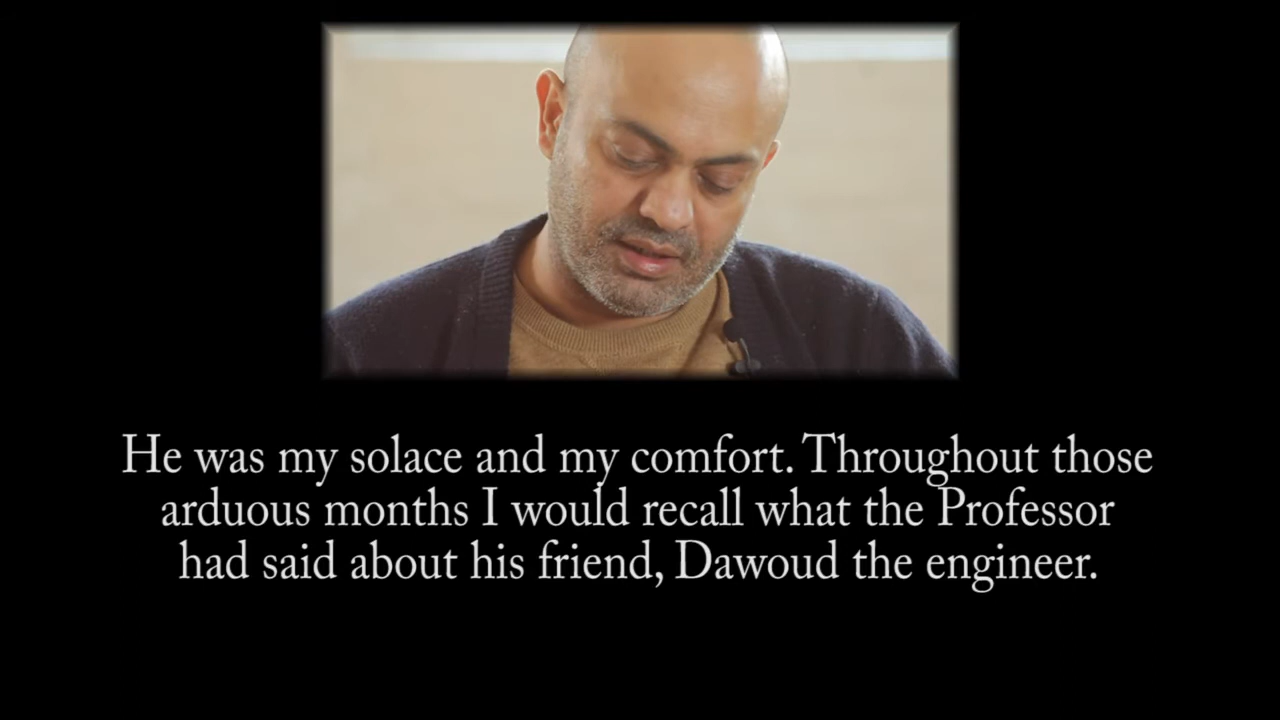 He was my solace and my comfort. Throughout those
arduous months I would recall what the Professor
had said about his friend, Dawoud the engineer.